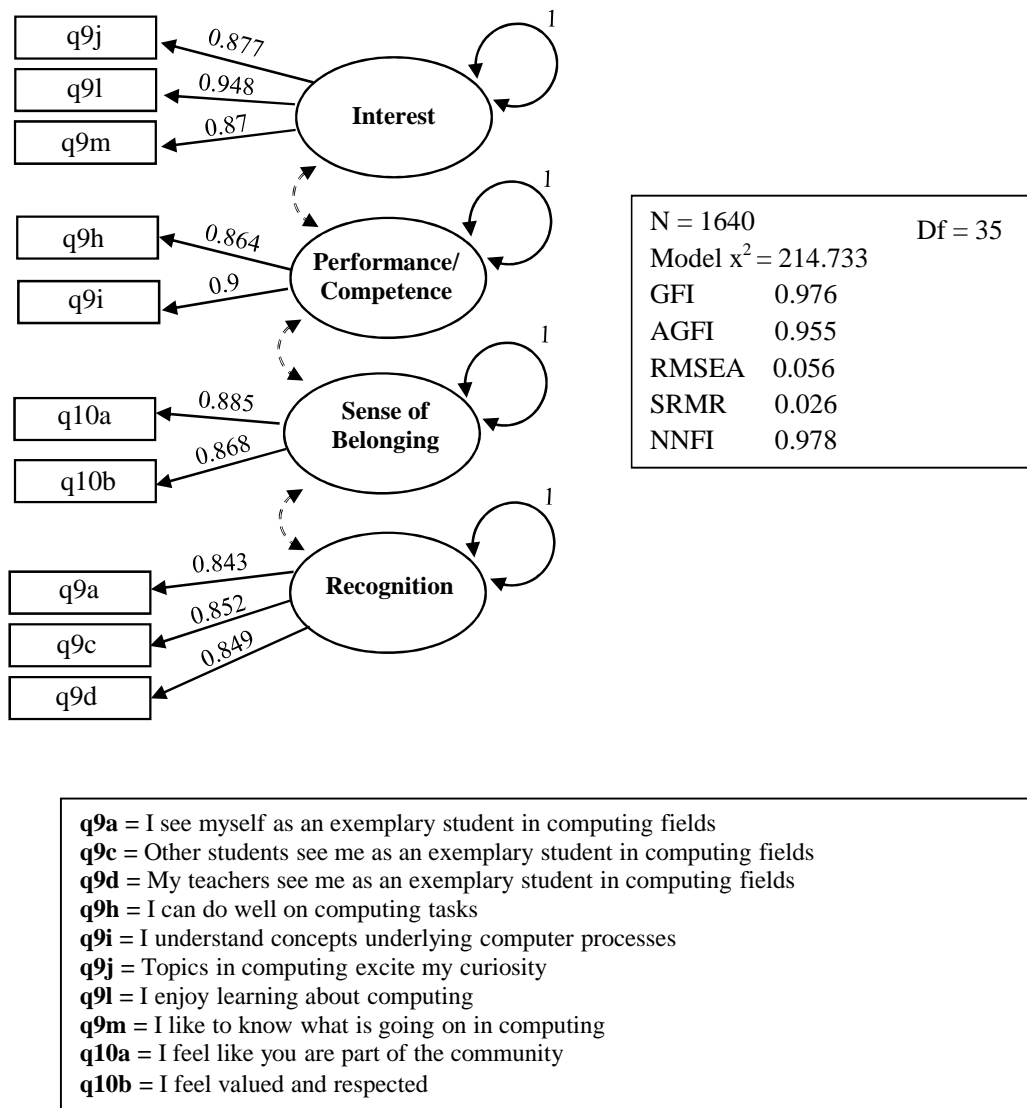 1
q9j
0.877
q9l
0.948
Interest
q9m
0.87
1
q9h
0.864
Performance/
Competence
q9i
0.9
1
q10a
0.885
Sense of
Belonging
q10b
0.868
1
q9a
0.843
Recognition
q9c
0.852
q9d
0.849
N = 1640 Df = 35
Model x² = 214.733
GFI 0.976
AGFI 0.955
RMSEA 0.056
SRMR 0.026
NNFI 0.978
q9a = I see myself as an exemplary student in computing fields
q9c = Other students see me as an exemplary student in computing fields
q9d = My teachers see me as an exemplary student in computing fields
q9h = I can do well on computing tasks
q9i = I understand concepts underlying computer processes
q9j = Topics in computing excite my curiosity
q9l = I enjoy learning about computing
q9m = I like to know what is going on in computing
q10a = I feel like you are part of the community
q10b = I feel valued and respected